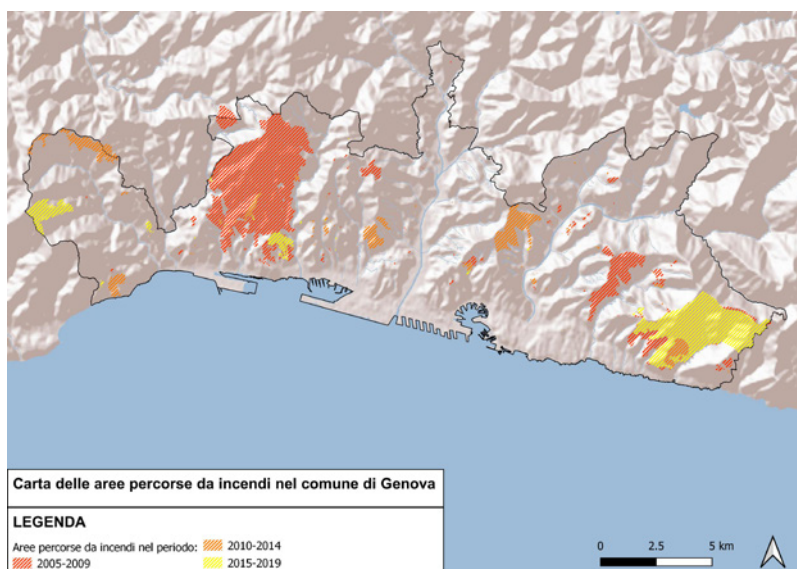 Carta delle aree percorse da incendi nel comune di Genova
LEGENDA
Aree percorse da incendi nel periodo:
2010-2014
2005-2009
2015-2019
0 2.5 5 km